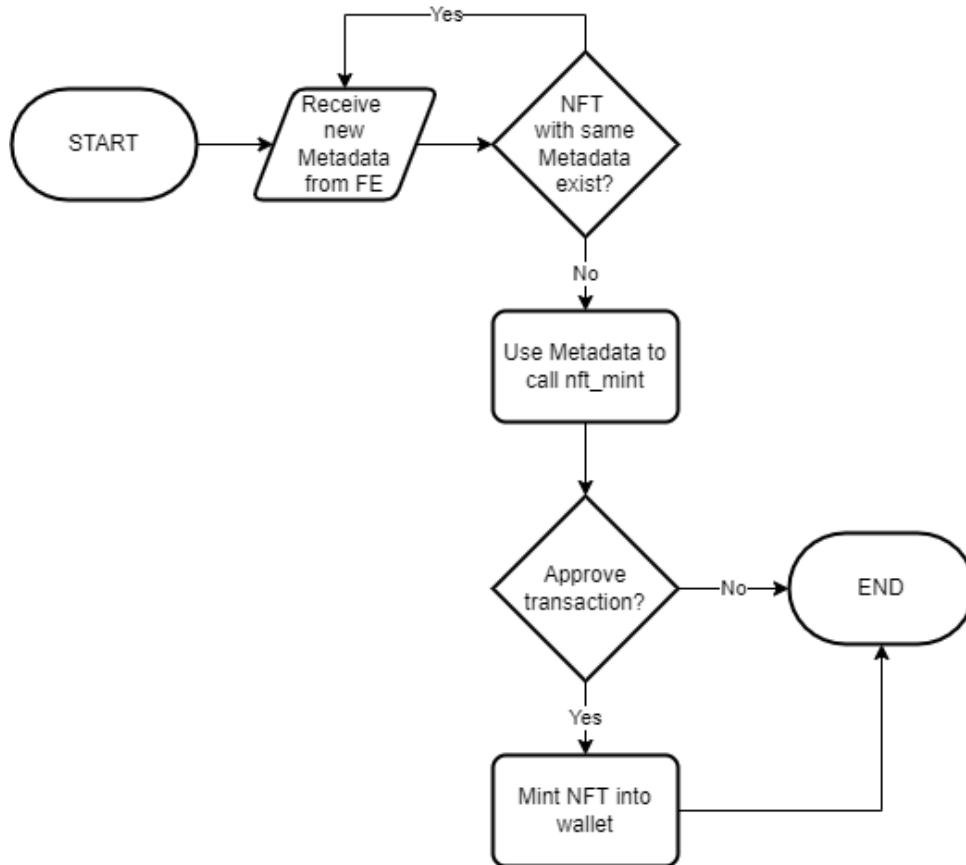 Yes
START
Receive
new
Metadata
from FE
NFT
with same
Metadata
exist?
No
Use Metadata to
call nft_mint
Approve
transaction?
No
END
Yes
Mint NFT into
wallet